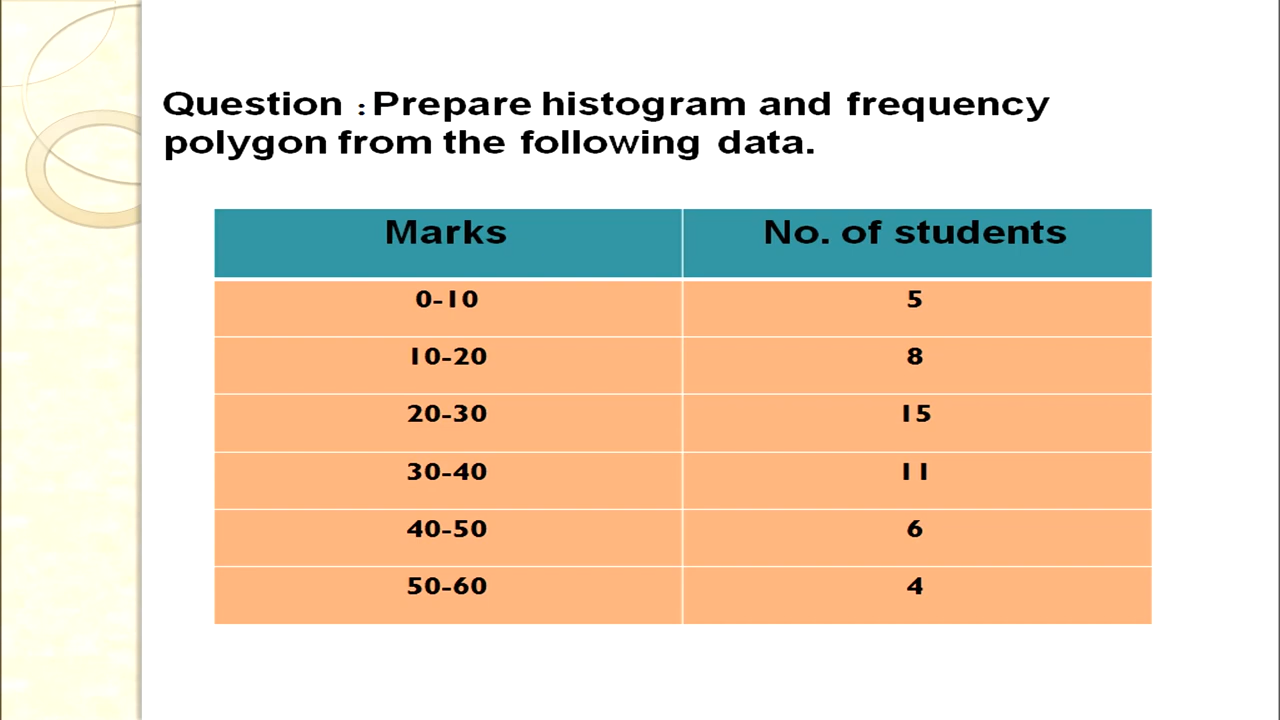 Question : Prepare histogram and frequency
polygon from the following data.
Marks No. of students
0-10 5
10-20 8
20-30 15
30-40 11
40-50 6
50-60 4